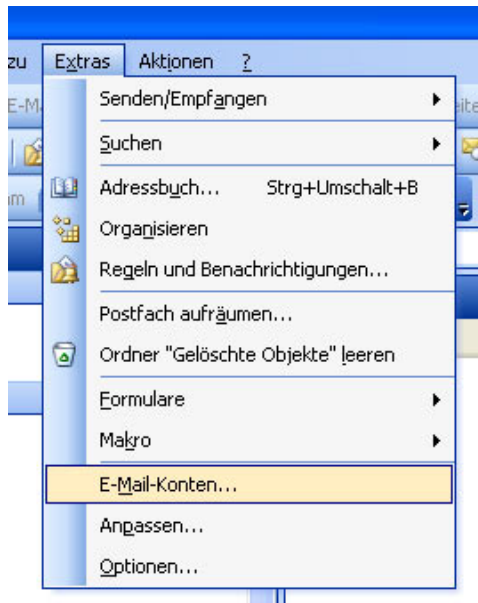 zu Extras Aktionen ?
E-M
Senden/Empfangen
Suchen
Adressbuch... Strg+Umschalt+B
Organisieren
Regeln und Benachrichtigungen...
Postfach aufräumen...
Ordner "Gelöschte Objekte" leeren
Formulare
Makro
E-Mail-Konten...
Anpassen...
Optionen...